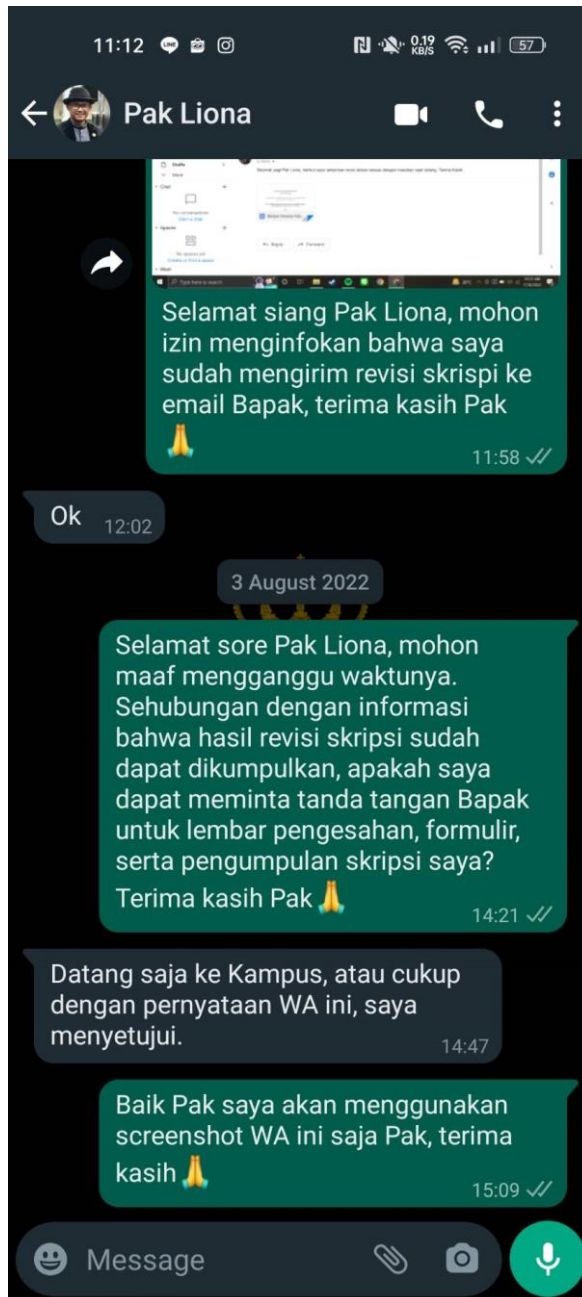 11:12
0.19
KB/S
57
Pak Liona
Selamat siang Pak Liona, mohon
izin menginfokan bahwa saya
sudah mengirim revisi skrispi ke
email Bapak, terima kasih Pak
🙏
11:58
Ok 12:02
3 August 2022
Selamat sore Pak Liona, mohon
maaf mengganggu waktunya.
Sehubungan dengan informasi
bahwa hasil revisi skripsi sudah
dapat dikumpulkan, apakah saya
dapat meminta tanda tangan Bapak
untuk lembar pengesahan, formulir,
serta pengumpulan skripsi saya?
Terima kasih Pak🙏
14:21
Datang saja ke Kampus, atau cukup
dengan pernyataan WA ini, saya
menyetujui.
14:47
Baik Pak saya akan menggunakan
screenshot WA ini saja Pak, terima
kasih🙏
15:09
Message